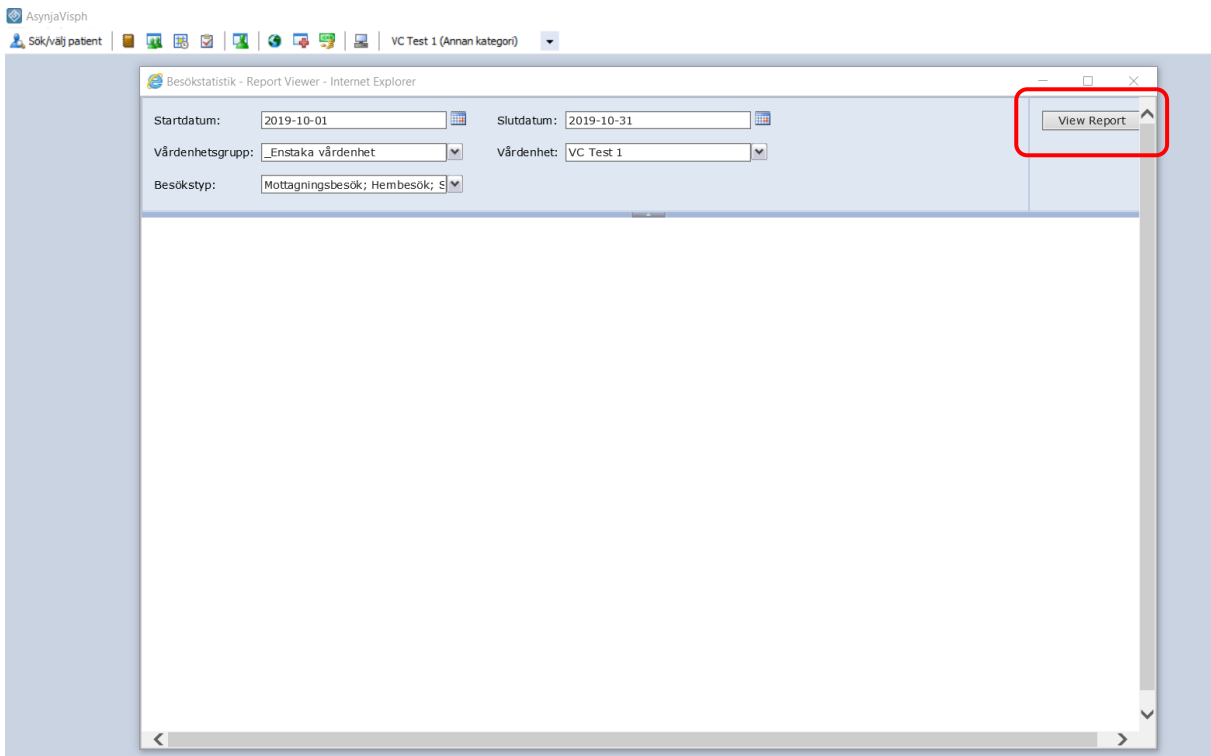 AsynjaVisph
Sök/välj patient VC Test 1 (Annan kategori)
Besökstatistik - Report Viewer - Internet Explorer
Startdatum: 2019-10-01 Slutdatum: 2019-10-31 View Report
Vårdenhetsgrupp: _Enstaka vårdenhet Vårdenhet: VC Test 1
Besökstyp: Mottagningsbesök; Hembesök; S